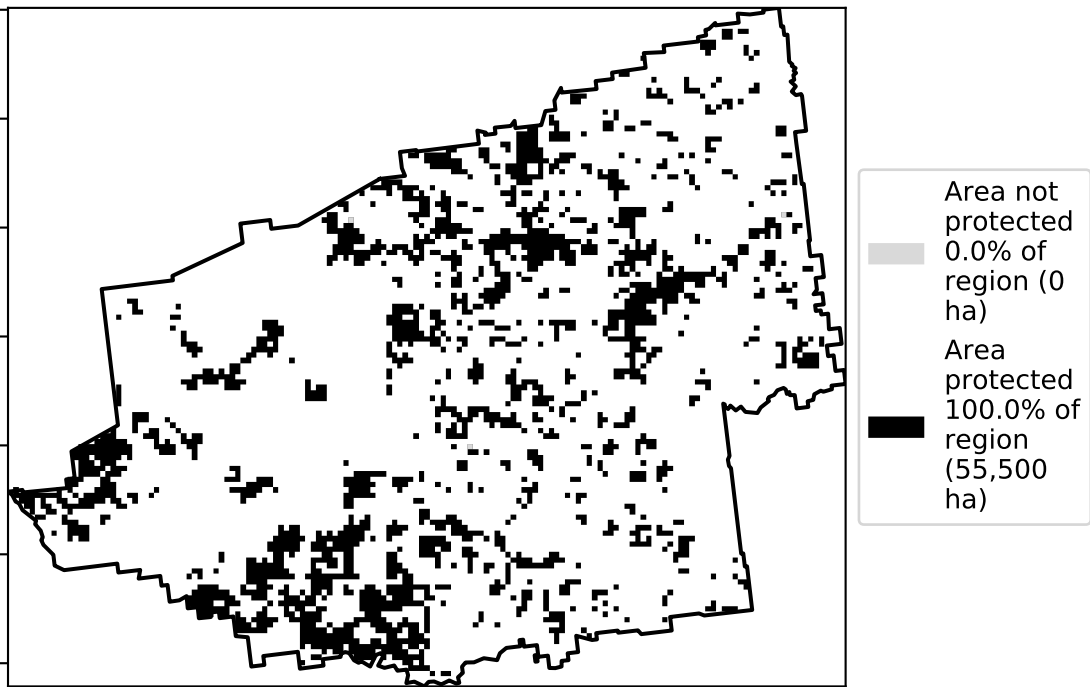 Area not
protected
0.0% of
region (0
ha)
Area
protected
100.0% of
region
(55,500
ha)